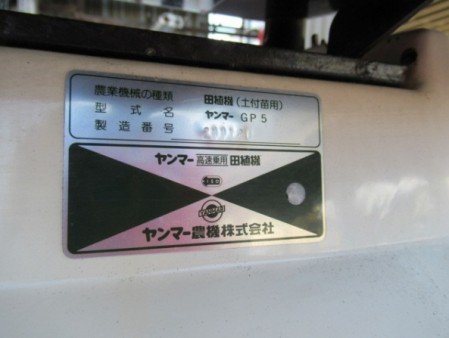 農業機械の種類 田植機(土付苗用)
型式名 ヤンマー GP5
製造番号
ヤンマー 高速乗用 田植機
ヤンマー農機株式会社